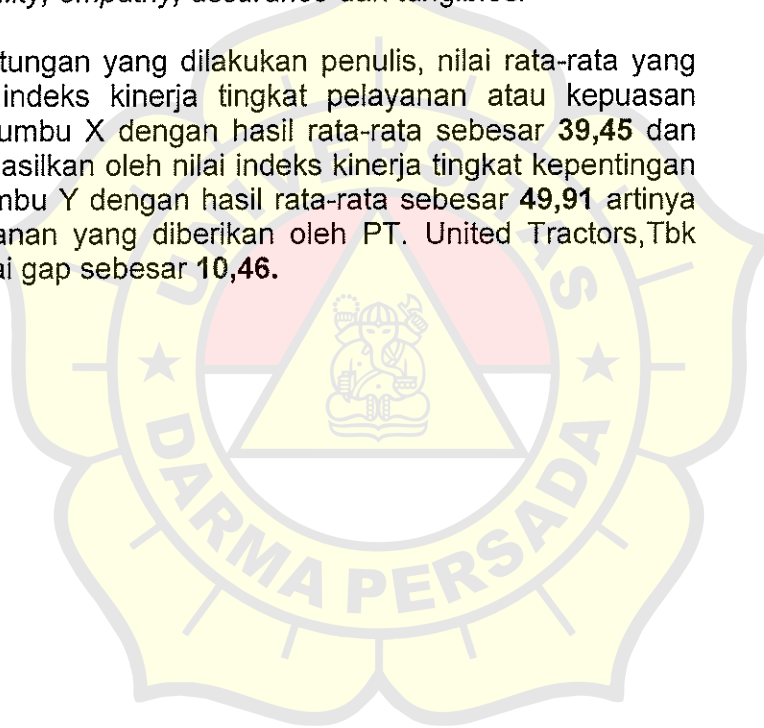 empathy, assurance dan tangibles.
tungan yang dilakukan penulis, nilai rata-rata yang
indeks kinerja tingkat pelayanan atau kepuasan
umbu X dengan hasil rata-rata sebesar 39,45 dan
asilkan oleh nilai indeks kinerja tingkat kepentingan
mbu Y dengan hasil rata-rata sebesar 49,91 artinya
anan yang diberikan oleh PT. United Tractors,Tbk
ai gap sebesar 10,46.
UNIVERSITAS
DARMA PERSADA